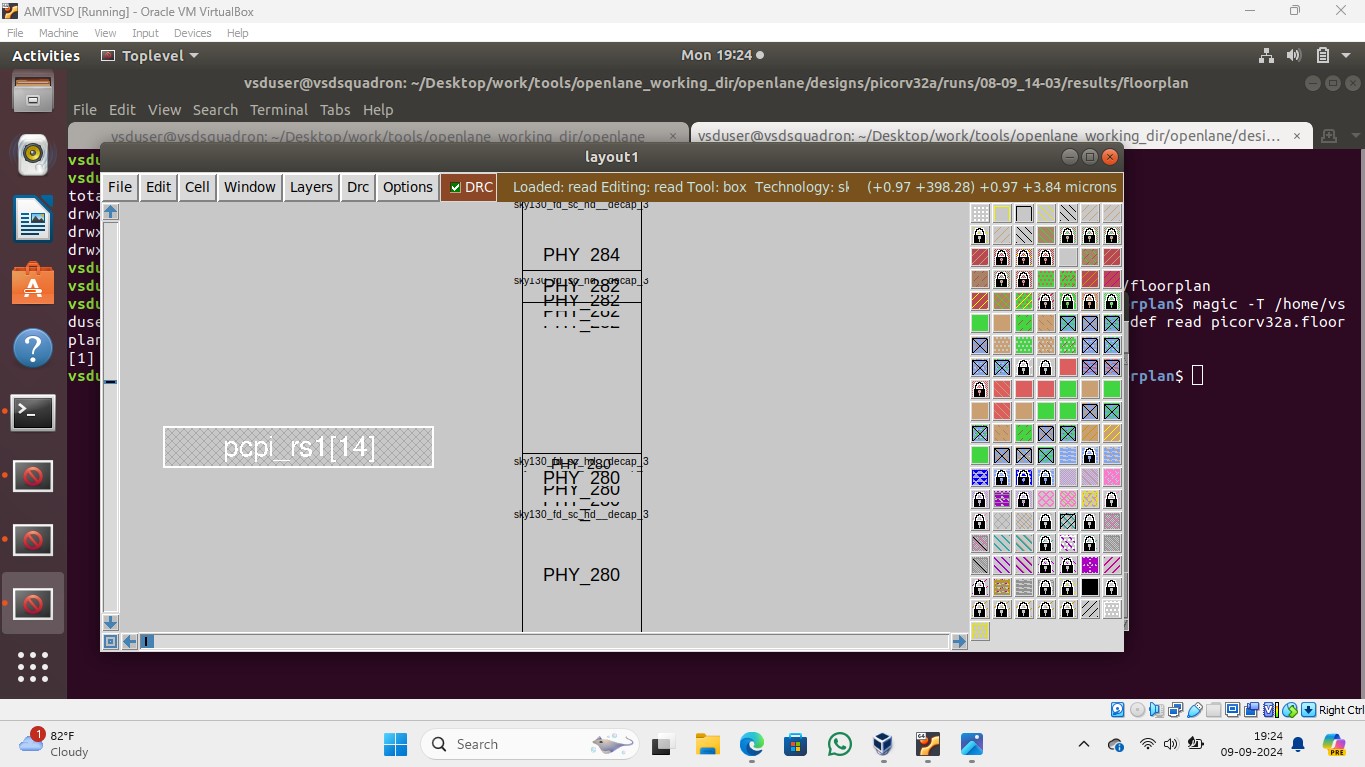 AMITVSD [Running] - Oracle VM VirtualBox
File Machine View Input Devices Help
Activities Toplevel Mon 19:24
vsduser@vsdsquadron: ~/Desktop/work/tools/openlane_working_dir/openlane/designs/picorv32a/runs/08-09_14-03/results/floorplan
File Edit View Search Terminal Tabs Help
vsduser@vsdsquadron: ~/Desktop/work/tools/openlane_working_dir/openlane
vsduser@vsdsquadron: ~/Desktop/work/tools/openlane_working_dir/openlane/desi...
layout1
File Edit Cell Window Layers Drc Options DRC Loaded: read Editing: read Tool: box Technology: sk (+0.97 +398.28) +0.97 +3.84 microns
vsdu
vsdu
tota
drwx
drwx
drwx
vsdu
vsdu /floorplan
vsdu rplan$ magic -T /home/vs
duse -def read picorv32a.floor
plan
[1]
vsdu rplan$
sky130_fd_sc_hd__decap_3
PHY_284
PHY_282
PHY_282
PHY_282
pcpi_rs1[14]
PHY_280
PHY_280
PHY_280
sky130_fd_sc_hd__decap_3
PHY_280
Right Ctrl
1
82°F
Cloudy
Search
19:24
09-09-2024
PRE